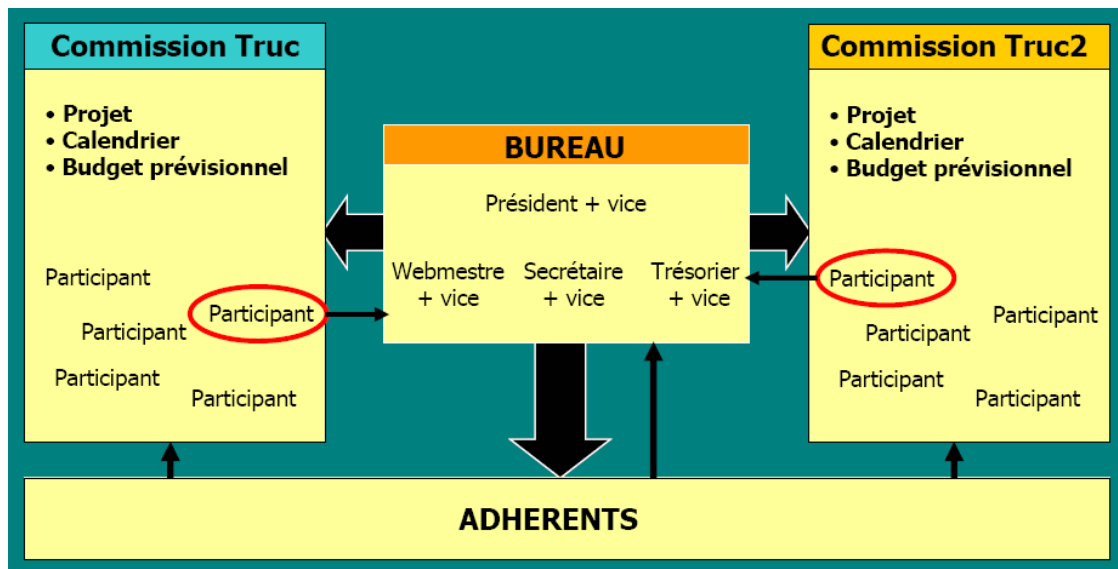 Commission Truc
• Projet
• Calendrier
• Budget prévisionnel
Participant
Participant
Participant
Participant
Participant
BUREAU
Président + vice
Webmestre
+ vice
Secrétaire
+ vice
Trésorier
+ vice
Commission Truc2
• Projet
• Calendrier
• Budget prévisionnel
Participant
Participant
Participant
Participant
Participant
ADHERENTS